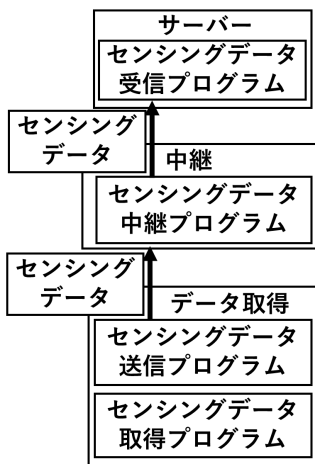 サーバー
センシングデータ
受信プログラム
センシング
データ
中継
センシングデータ
中継プログラム
センシング
データ
データ取得
センシングデータ
送信プログラム
センシングデータ
取得プログラム